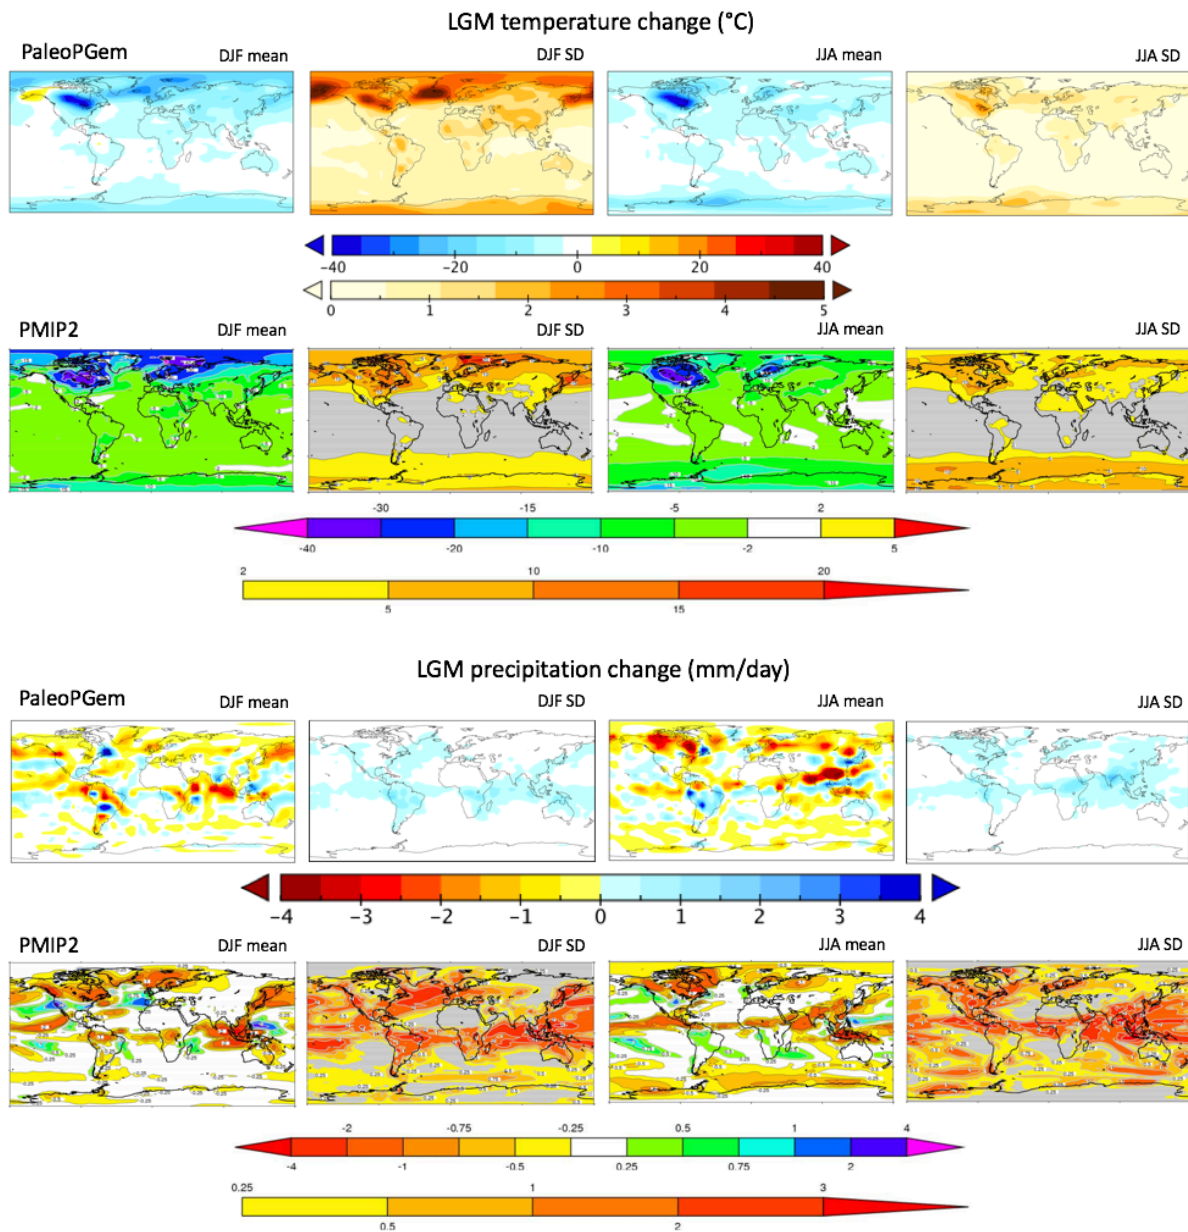 LGM temperature change (°C)
PaleoPGem DJF mean DJF SD JJA mean JJA SD
-40 -20 0 20 40
0 1 2 3 4 5
PMIP2 DJF mean DJF SD JJA mean JJA SD
-30 -15 -5 2
-40 -20 -10 -2 5
2 10 20
5 15
LGM precipitation change (mm/day)
PaleoPGem DJF mean DJF SD JJA mean JJA SD
-4 -3 -2 -1 0 1 2 3 4
PMIP2 DJF mean DJF SD JJA mean JJA SD
-2 -0.75 -0.25 0.5 1 4
-4 -1 -0.5 0.25 0.75 2
0.25 1 3
0.5 2